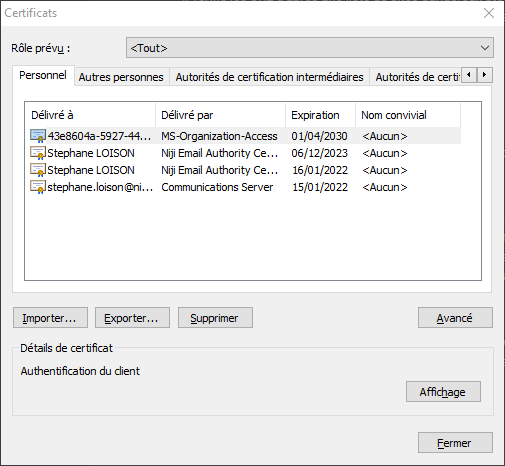 Certificats
Rôle prévu : <Tout>
Personnel Autres personnes Autorités de certification intermédiaires Autorités de certif
Délivré à Délivré par Expiration Nom convivial
43e8604a-5927-44... MS-Organization-Access 01/04/2030 <Aucun>
Stephane LOISON Niji Email Authority Ce... 06/12/2023 <Aucun>
Stephane LOISON Niji Email Authority Ce... 16/01/2022 <Aucun>
stephane.loison@ni... Communications Server 15/01/2022 <Aucun>
Importer... Exporter... Supprimer Avancé
Détails de certificat
Authentification du client
Affichage
Fermer